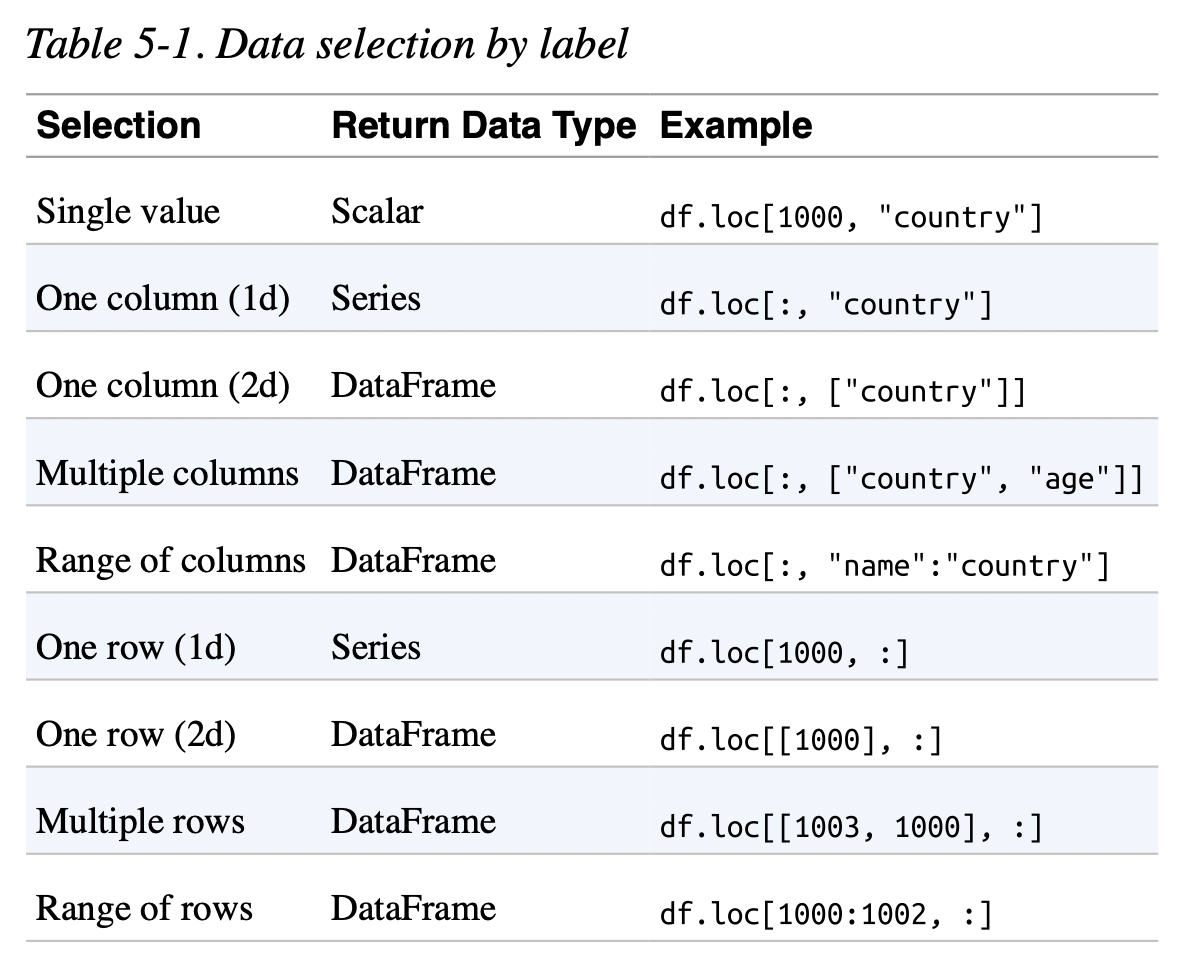 Table 5-1. Data selection by label
Selection Return Data Type Example
Single value Scalar df.loc[1000, "country"]
One column (1d) Series df.loc[:, "country"]
One column (2d) DataFrame df.loc[:, ["country"]]
Multiple columns DataFrame df.loc[:, ["country", "age"]]
Range of columns DataFrame df.loc[:, "name":"country"]
One row (1d) Series df.loc[1000, :]
One row (2d) DataFrame df.loc[[1000], :]
Multiple rows DataFrame df.loc[[1003, 1000], :]
Range of rows DataFrame df.loc[1000:1002, :]